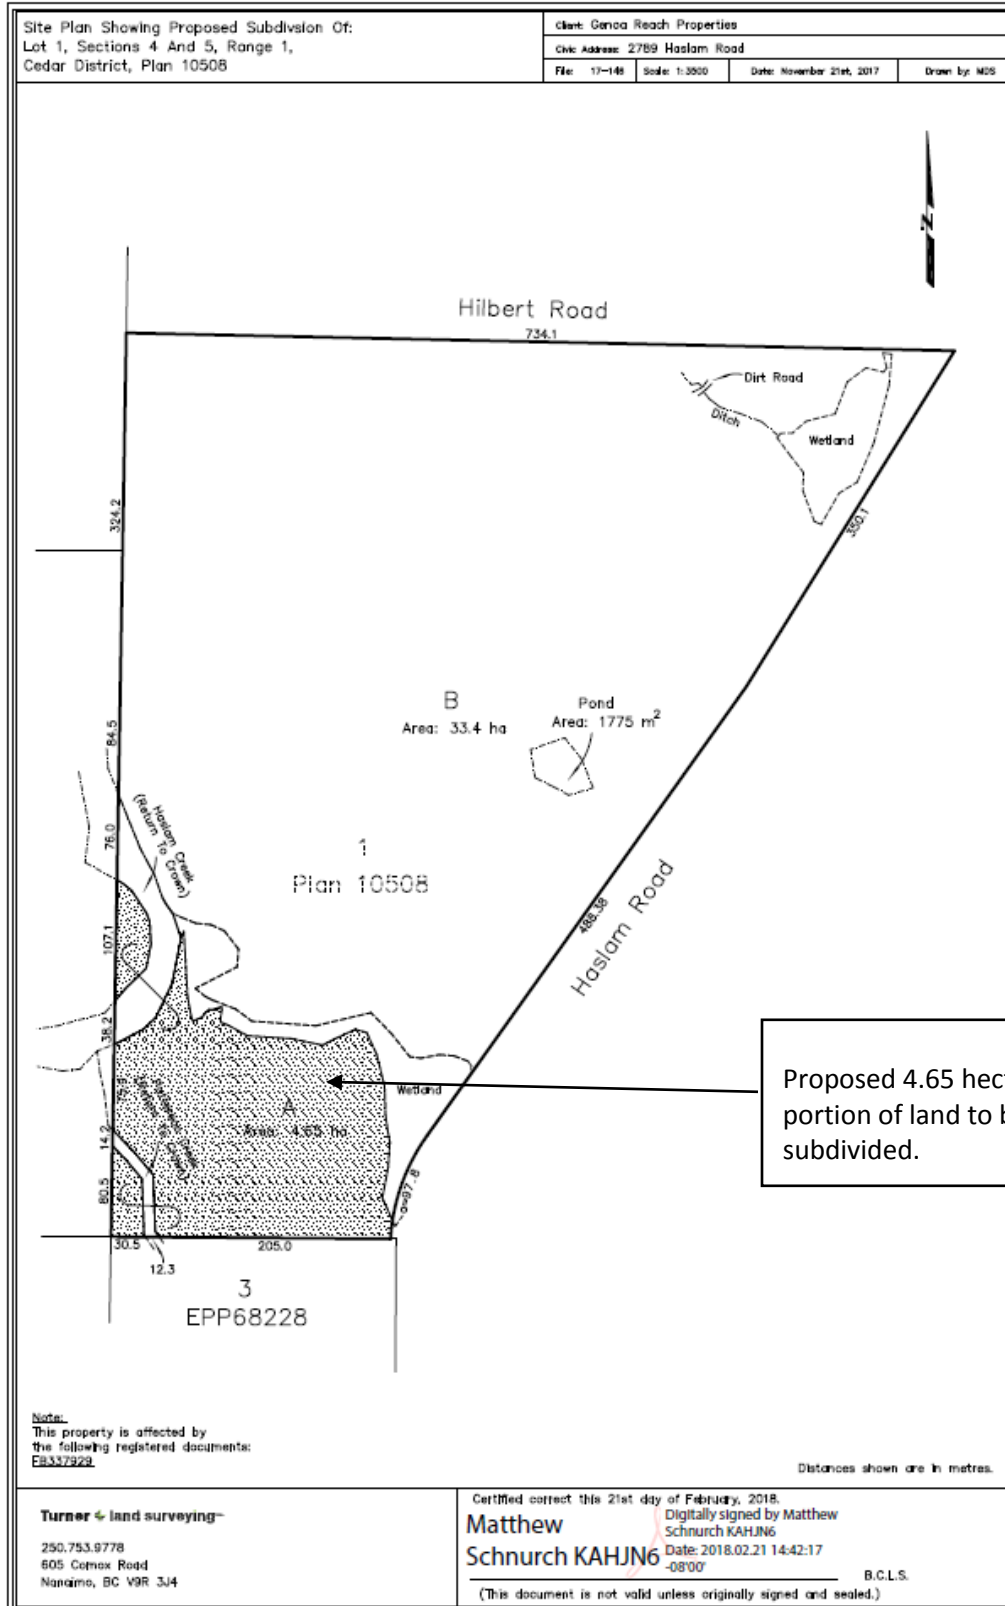 Site Plan Showing Proposed Subdivsion Of:
Lot 1, Sections 4 And 5, Range 1,
Cedar District, Plan 10508
Client: Genoa Reach Properties
Civic Address: 2789 Haslam Road
File: 17-148 Scale: 1:3500 Date: November 21st, 2017 Drawn by: MDS
N
Hilbert Road
734.1
Dirt Road
Ditch
Wetland
324.2
350.1
B
Area: 33.4 ha
Pond
Area: 1775 m²
84.5
Haslam Creek
(Return To Crown)
76.0
1
Plan 10508
488.38
Haslam Road
107.1
38.2
Wetland
A
Area: 4.65 ha
Proposed 4.65 hect
portion of land to b
subdivided.
14.2
80.5
a=97.8
30.5
205.0
12.3
3
EPP68228
Note:
This property is affected by
the following registered documents:
FB337929
Distances shown are in metres.
Turner land surveying
250.753.9778
605 Comox Road
Nanaimo, BC V9R 3J4
Certified correct this 21st day of February, 2018.
Matthew
Schnurch KAHJN6
Digitally signed by Matthew
Schnurch KAHJN6
Date: 2018.02.21 14:42:17
-08'00'
B.C.L.S.
(This document is not valid unless originally signed and sealed.)